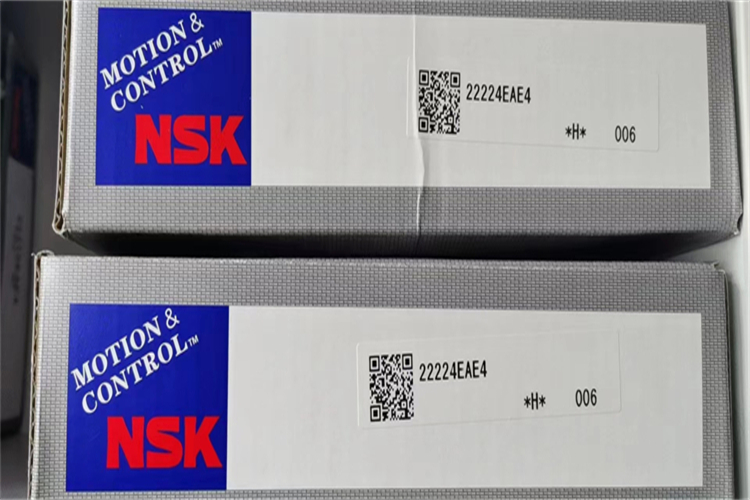 MOTION &
CONTROL™
NSK
22224EAE4
*H* 006
MOTION &
CONTROL™
NSK
22224EAE4
*H* 006